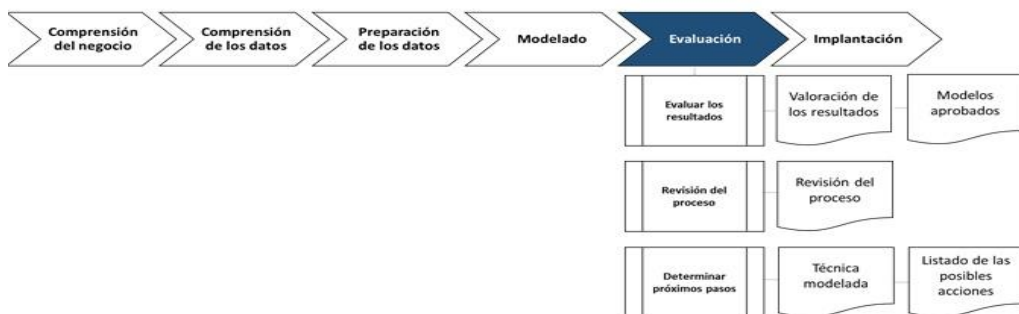 Comprensión
del negocio
Comprensión
de los datos
Preparación
de los datos
Modelado
Evaluación
Implantación
Evaluar los
resultados
Valoración de
los resultados
Modelos
aprobados
Revisión del
proceso
Revisión del
proceso
Determinar
próximos pasos
Técnica
modelada
Listado de las
posibles
acciones